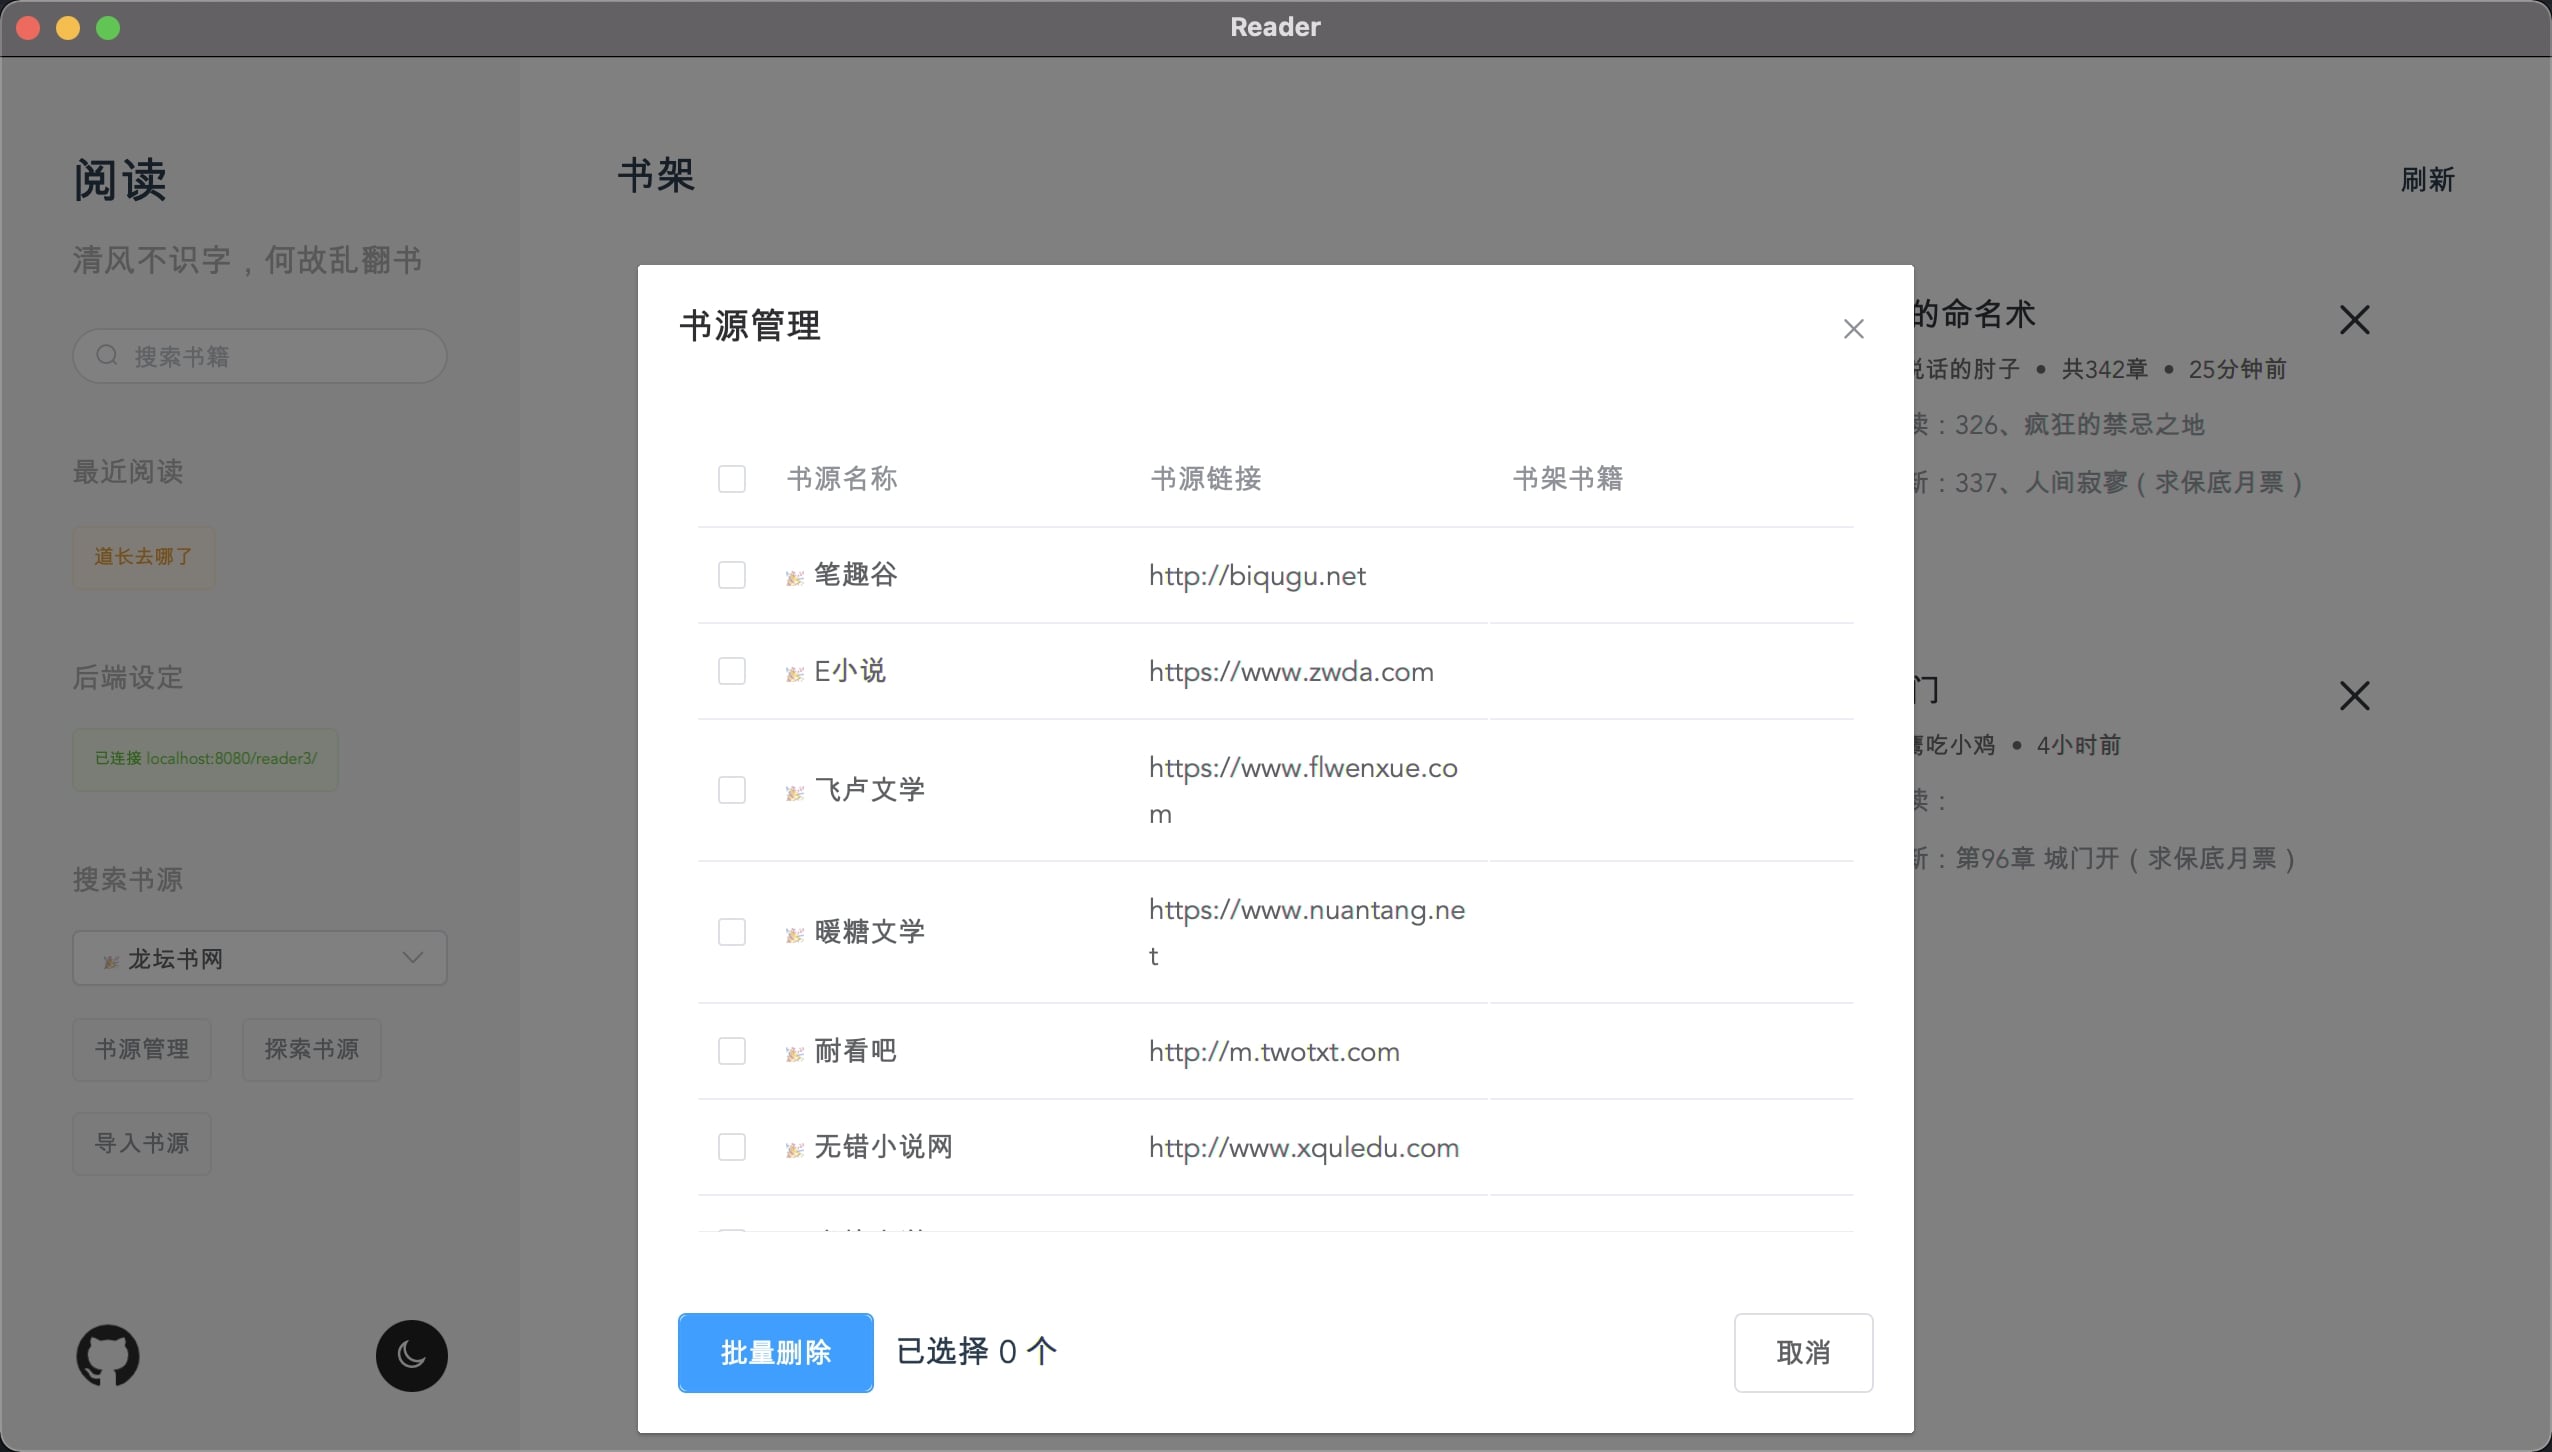 Reader
阅读
清风不识字，何故乱翻书
搜索书籍
最近阅读
道长去哪了
后端设定
已连接 localhost:8080/reader3/
搜索书源
龙坛书网
书源管理 探索书源
导入书源
书架
刷新
的命名术
说话的肘子 • 共342章 • 25分钟前
读：326、疯狂的禁忌之地
新：337、人间寂寥（求保底月票）
门
鹰吃小鸡 • 4小时前
读：
新：第96章 城门开（求保底月票）
书源管理
书源名称 书源链接 书架书籍
笔趣谷 http://biqugu.net
E小说 https://www.zwda.com
飞卢文学 https://www.flwenxue.co
m
暖糖文学 https://www.nuantang.ne
t
耐看吧 http://m.twotxt.com
无错小说网 http://www.xquledu.com
批量删除 已选择 0 个
取消